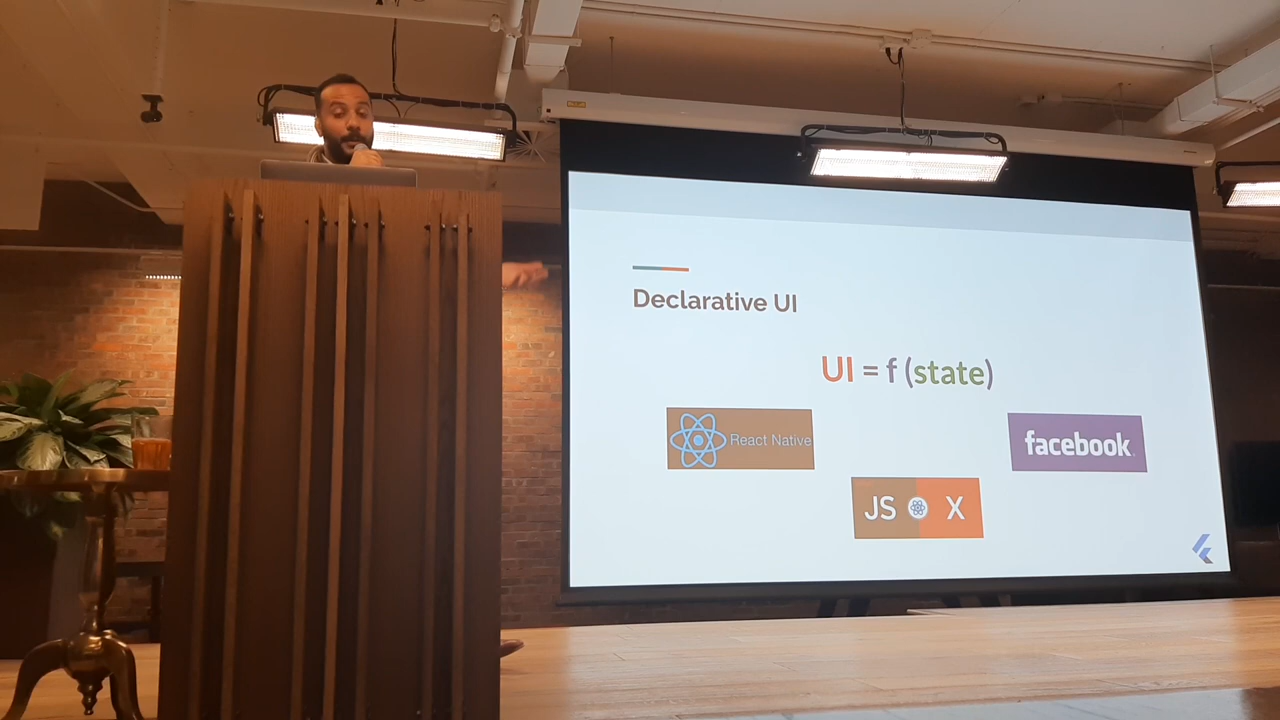 Declarative UI
UI = f (state)
React Native
facebook
JS X